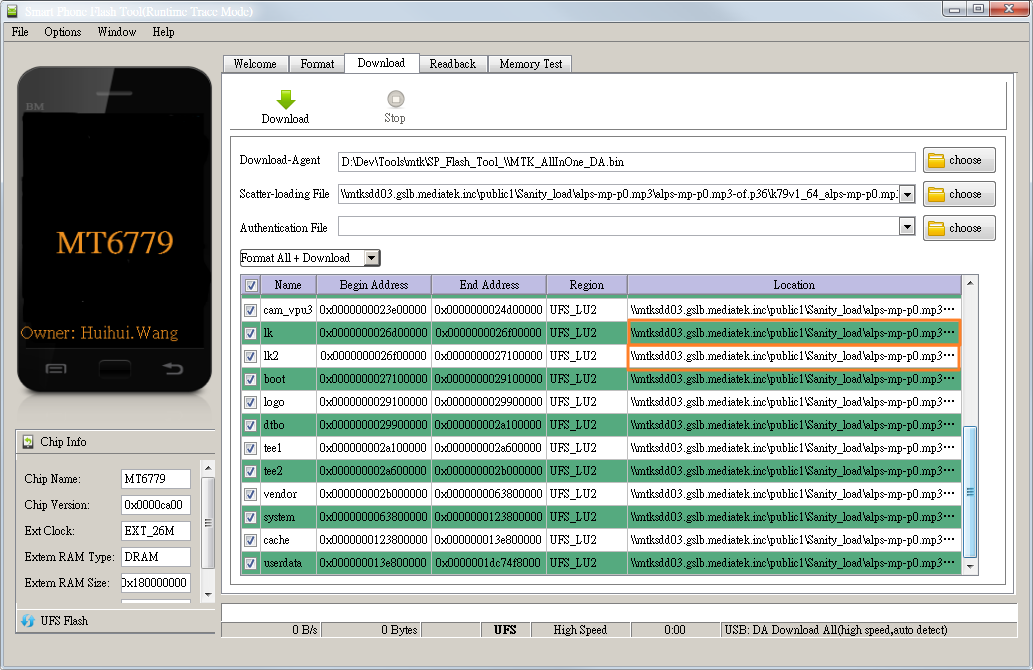 Smart Phone Flash Tool(Runtime Trace Mode)
File Options Window Help
BM
MT6779
Owner: Huihui.Wang
Chip Info
Chip Name: MT6779
Chip Version: 0x0000ca00
Ext Clock: EXT_26M
Extern RAM Type: DRAM
Extern RAM Size: 0x180000000
UFS Flash
Welcome Format Download Readback Memory Test
Download Stop
Download-Agent D:\Dev\Tools\mtk\SP_Flash_Tool_\\MTK_AllInOne_DA.bin choose
Scatter-loading File \\mtksdd03.gslb.mediatek.inc\public1\Sanity_load\alps-mp-p0.mp3\alps-mp-p0.mp3-of.p36\k79v1_64_alps-mp-p0.mp: choose
Authentication File choose
Format All + Download
Name Begin Address End Address Region Location
cam_vpu3 0x0000000023e00000 0x0000000024d00000 UFS_LU2 \\mtksdd03.gslb.mediatek.inc\public1\Sanity_load\alps-mp-p0.mp3···
lk 0x0000000026d00000 0x0000000026f00000 UFS_LU2 \\mtksdd03.gslb.mediatek.inc\public1\Sanity_load\alps-mp-p0.mp3···
lk2 0x0000000026f00000 0x0000000027100000 UFS_LU2 \\mtksdd03.gslb.mediatek.inc\public1\Sanity_load\alps-mp-p0.mp3···
boot 0x0000000027100000 0x0000000029100000 UFS_LU2 \\mtksdd03.gslb.mediatek.inc\public1\Sanity_load\alps-mp-p0.mp3···
logo 0x0000000029100000 0x0000000029900000 UFS_LU2 \\mtksdd03.gslb.mediatek.inc\public1\Sanity_load\alps-mp-p0.mp3···
dtbo 0x0000000029900000 0x000000002a100000 UFS_LU2 \\mtksdd03.gslb.mediatek.inc\public1\Sanity_load\alps-mp-p0.mp3···
tee1 0x000000002a100000 0x000000002a600000 UFS_LU2 \\mtksdd03.gslb.mediatek.inc\public1\Sanity_load\alps-mp-p0.mp3···
tee2 0x000000002a600000 0x000000002b000000 UFS_LU2 \\mtksdd03.gslb.mediatek.inc\public1\Sanity_load\alps-mp-p0.mp3···
vendor 0x000000002b000000 0x0000000063800000 UFS_LU2 \\mtksdd03.gslb.mediatek.inc\public1\Sanity_load\alps-mp-p0.mp3···
system 0x0000000063800000 0x0000000123800000 UFS_LU2 \\mtksdd03.gslb.mediatek.inc\public1\Sanity_load\alps-mp-p0.mp3···
cache 0x0000000123800000 0x000000013e800000 UFS_LU2 \\mtksdd03.gslb.mediatek.inc\public1\Sanity_load\alps-mp-p0.mp3···
userdata 0x000000013e800000 0x0000001dc74f8000 UFS_LU2 \\mtksdd03.gslb.mediatek.inc\public1\Sanity_load\alps-mp-p0.mp3···
0 B/s 0 Bytes UFS High Speed 0:00 USB: DA Download All(high speed,auto detect)